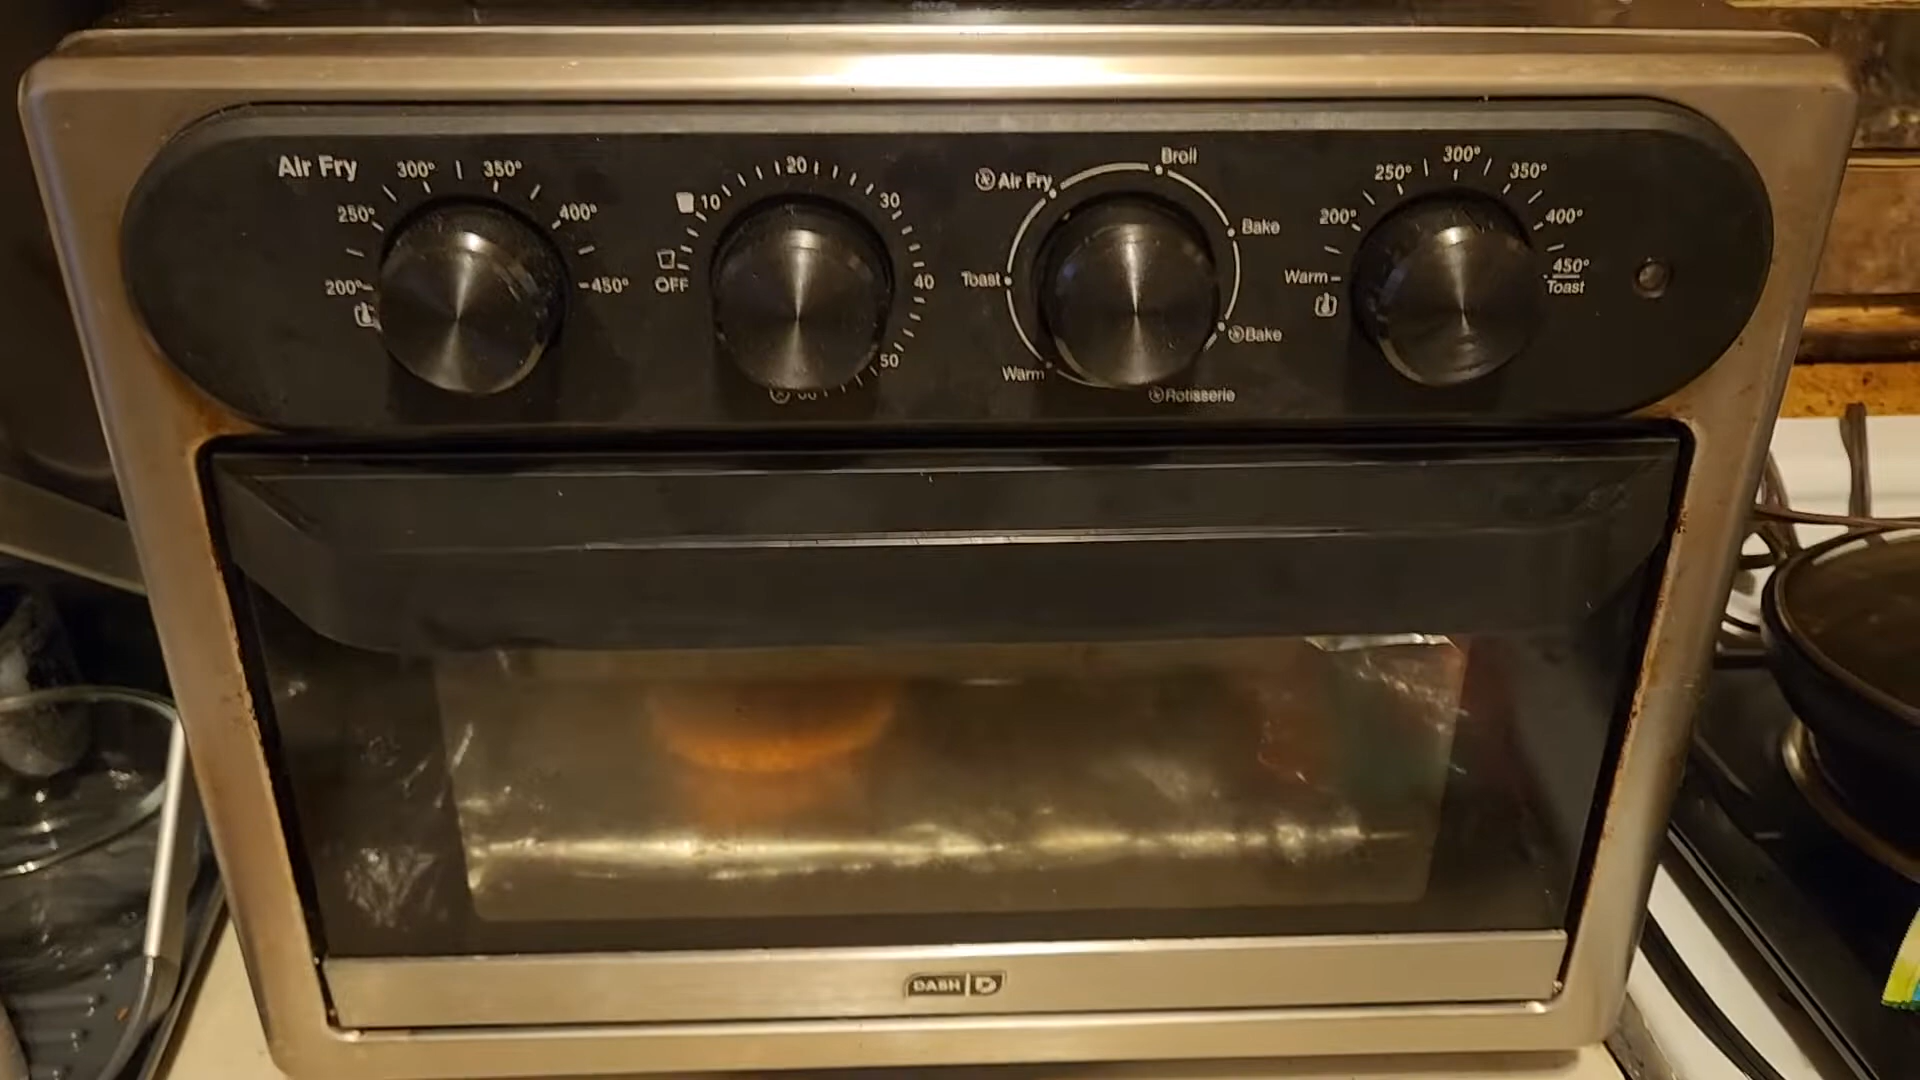 Air Fry
200°
250°
300°
350°
400°
450°
OFF
10
20
30
40
50
Air Fry
Broil
Bake
Bake
Rotisserie
Warm
Toast
Warm
200°
250°
300°
350°
400°
450°
Toast
DASH